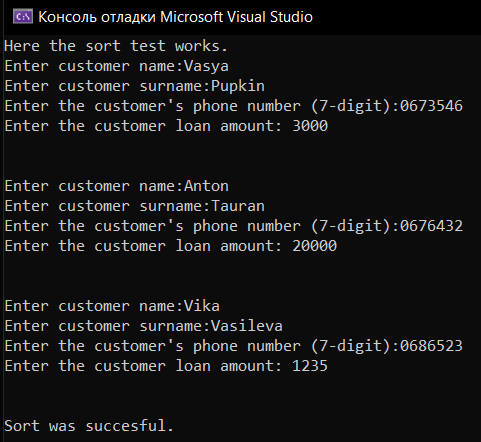 Консоль отладки Microsoft Visual Studio
Here the sort test works.
Enter customer name:Vasya
Enter customer surname:Pupkin
Enter the customer's phone number (7-digit):0673546
Enter the customer loan amount: 3000
Enter customer name:Anton
Enter customer surname:Tauran
Enter the customer's phone number (7-digit):0676432
Enter the customer loan amount: 20000
Enter customer name:Vika
Enter customer surname:Vasileva
Enter the customer's phone number (7-digit):0686523
Enter the customer loan amount: 1235
Sort was succesful.